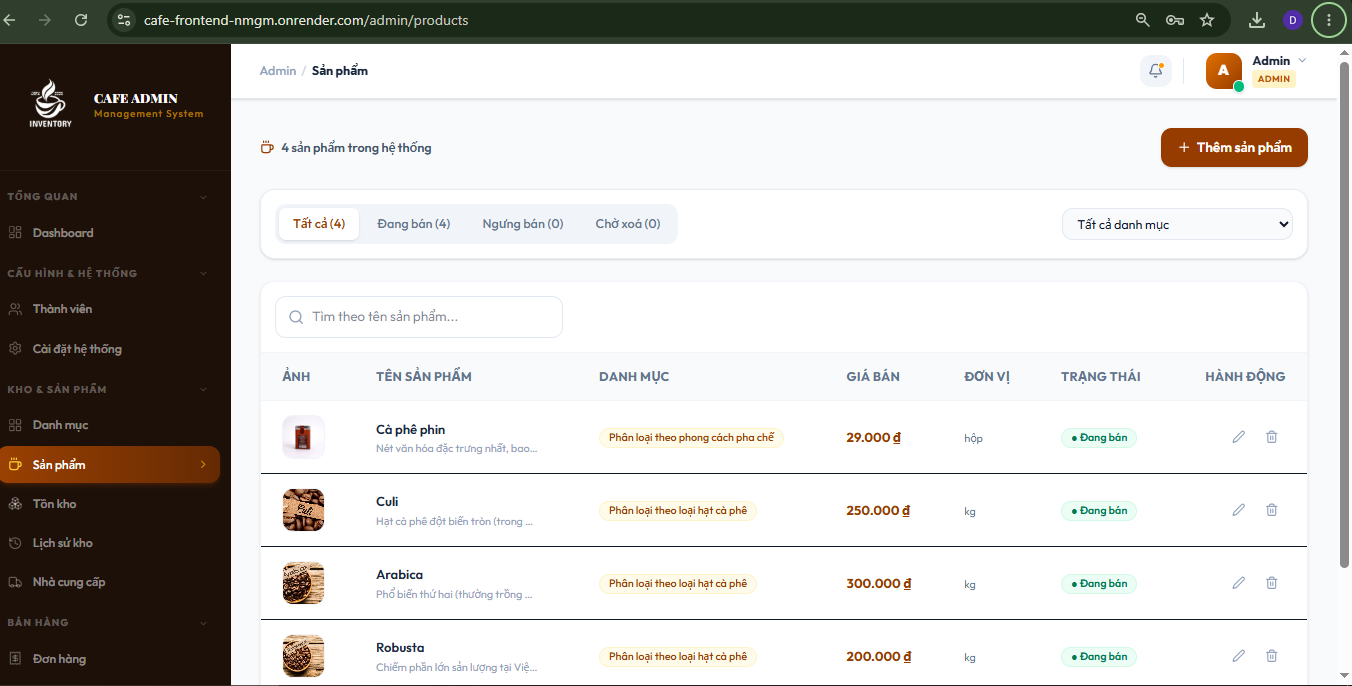 cafe-frontend-nmgm.onrender.com/admin/products
D
INVENTORY
CAFE ADMIN
Management System
Admin / Sản phẩm
A
Admin
ADMIN
TỔNG QUAN
Dashboard
CẤU HÌNH & HỆ THỐNG
Thành viên
Cài đặt hệ thống
KHO & SẢN PHẨM
Danh mục
Sản phẩm
Tồn kho
Lịch sử kho
Nhà cung cấp
BÁN HÀNG
Đơn hàng
4 sản phẩm trong hệ thống
+ Thêm sản phẩm
Tất cả (4) Đang bán (4) Ngưng bán (0) Chờ xoá (0)
Tất cả danh mục
Tìm theo tên sản phẩm...
ẢNH TÊN SẢN PHẨM DANH MỤC GIÁ BÁN ĐƠN VỊ TRẠNG THÁI HÀNH ĐỘNG
Cà phê phin
Nét văn hóa đặc trưng nhất, bao...
Phân loại theo phong cách pha chế 29.000 ₫ hộp Đang bán
Culi
Culi
Hạt cà phê đột biến tròn (trong ...
Phân loại theo loại hạt cà phê 250.000 ₫ kg Đang bán
Arabica
Phổ biến thứ hai (thường trồng ...
Phân loại theo loại hạt cà phê 300.000 ₫ kg Đang bán
Robusta
Chiếm phần lớn sản lượng tại Việ...
Phân loại theo loại hạt cà phê 200.000 ₫ kg Đang bán